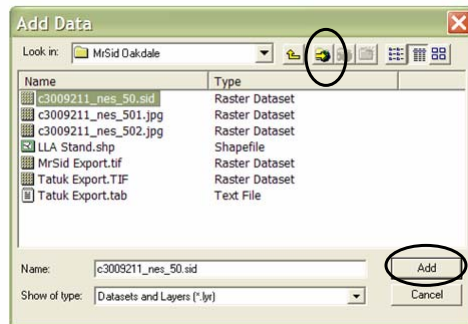 Add Data
Look in: MrSid Oakdale
Name Type
c3009211_nes_50.sid Raster Dataset
c3009211_nes_501.jpg Raster Dataset
c3009211_nes_502.jpg Raster Dataset
LLA Stand.shp Shapefile
MrSid Export.tif Raster Dataset
Tatuk Export.TIF Raster Dataset
Tatuk Export.tab Text File
Name: c3009211_nes_50.sid Add
Show of type: Datasets and Layers (*.lyr) Cancel